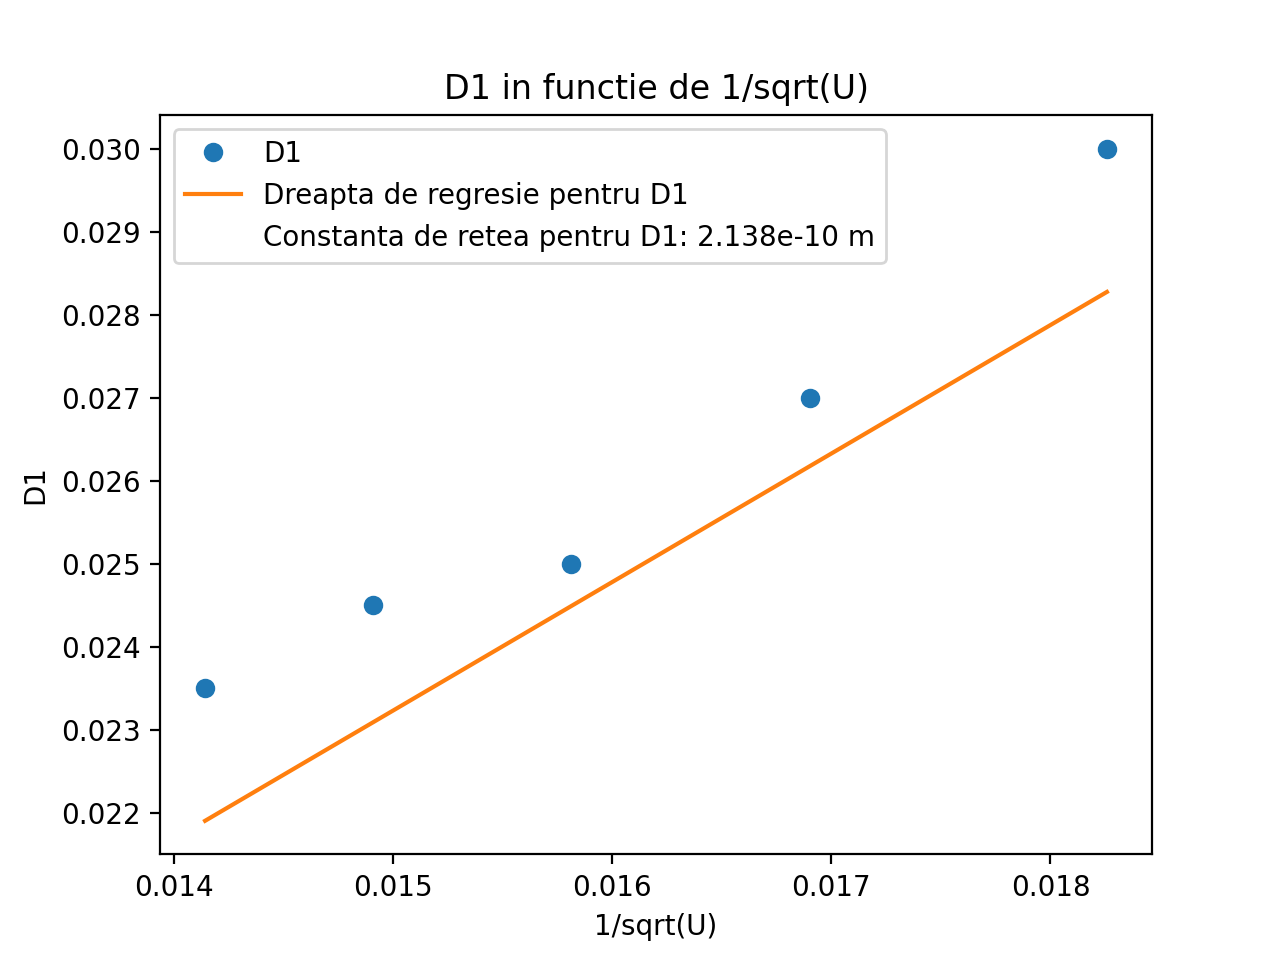 D1 in functie de 1/sqrt(U)
D1
Dreapta de regresie pentru D1
Constanta de retea pentru D1: 2.138e-10 m
0.030
0.029
0.028
0.027
0.026
0.025
0.024
0.023
0.022
D1
0.014 0.015 0.016 0.017 0.018
1/sqrt(U)